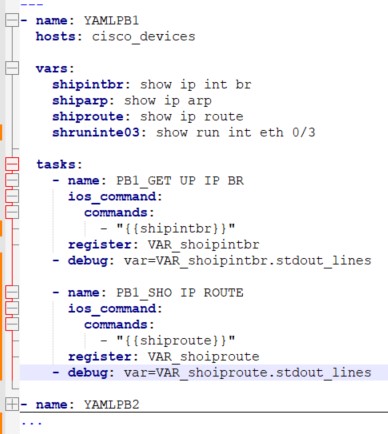 ---
- name: YAMLPB1
hosts: cisco_devices
vars:
shipintbr: show ip int br
shiparp: show ip arp
shiproute: show ip route
shruninte03: show run int eth 0/3
tasks:
- name: PB1_GET UP IP BR
ios_command:
commands:
- "{{shipintbr}}"
register: VAR_shoipintbr
- debug: var=VAR_shoipintbr.stdout_lines
- name: PB1_SHO IP ROUTE
ios_command:
commands:
- "{{shiproute}}"
register: VAR_shoiproute
- debug: var=VAR_shoiproute.stdout_lines
- name: YAMLPB2
...